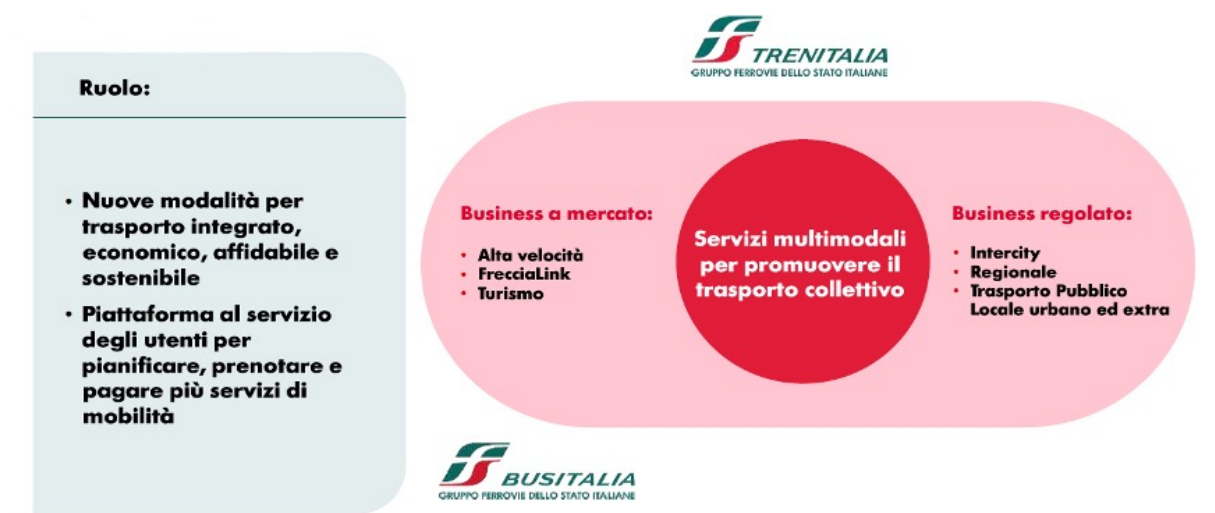 Ruolo:
• Nuove modalità per
trasporto integrato,
economico, affidabile e
sostenibile
• Piattaforma al servizio
degli utenti per
pianificare, prenotare e
pagare più servizi di
mobilità
TRENITALIA
GRUPPO FERROVIE DELLO STATO ITALIANE
Business a mercato:
• Alta velocità
• FrecciaLink
• Turismo
Servizi multimodali
per promuovere il
trasporto collettivo
Business regolato:
• Intercity
• Regionale
• Trasporto Pubblico
Locale urbano ed extra
BUSITALIA
GRUPPO FERROVIE DELLO STATO ITALIANE